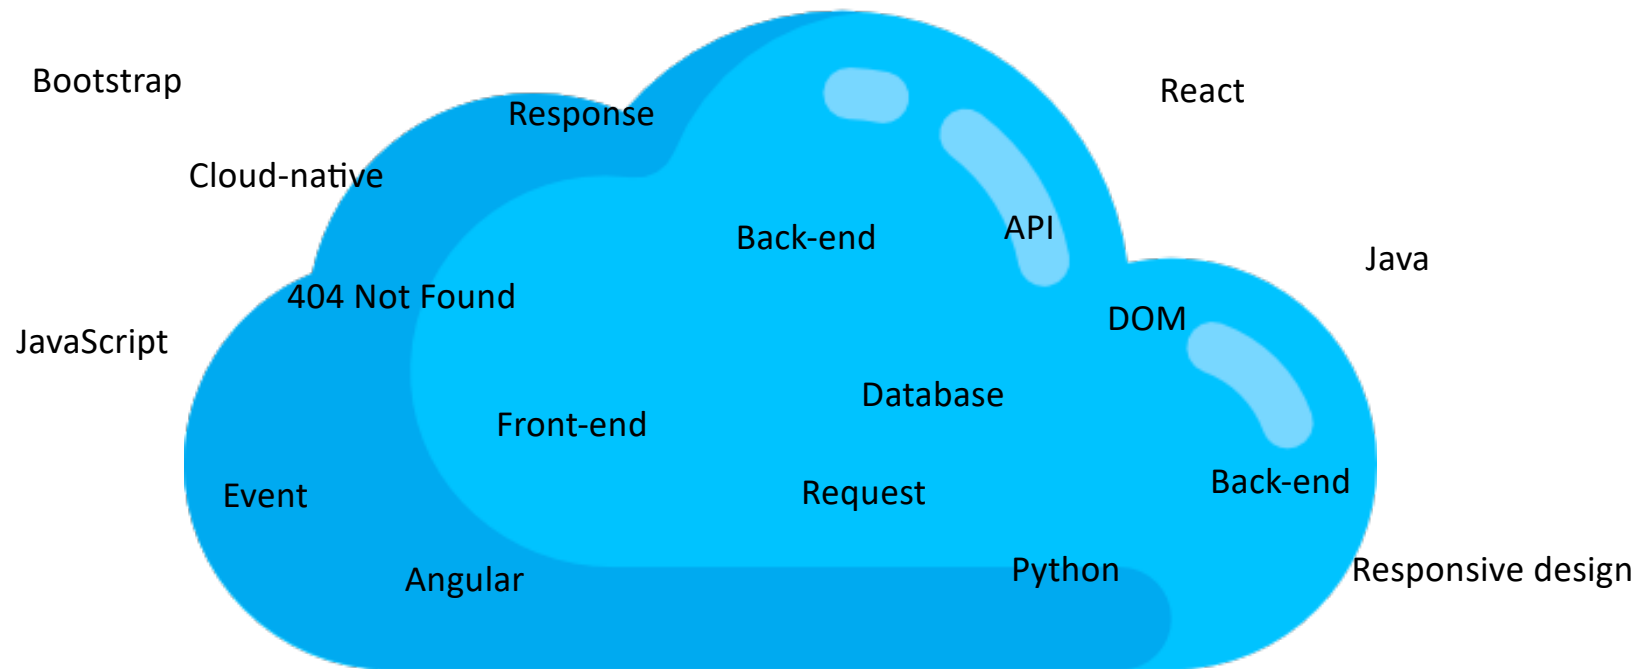 Bootstrap
React
Response
Cloud-native
API
Back-end
Java
404 Not Found
DOM
JavaScript
Database
Front-end
Back-end
Request
Event
Python
Responsive design
Angular